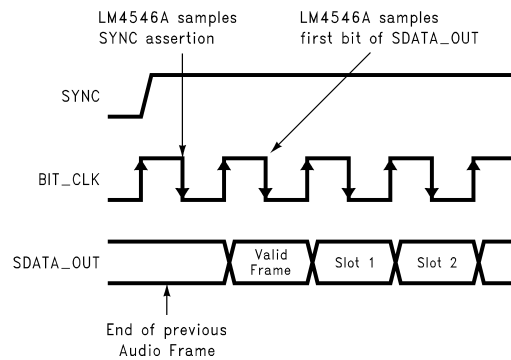 LM4546A samples
SYNC assertion
LM4546A samples
first bit of SDATA_OUT
SYNC
BIT_CLK
SDATA_OUT
Valid
Frame
Slot 1
Slot 2
End of previous
Audio Frame